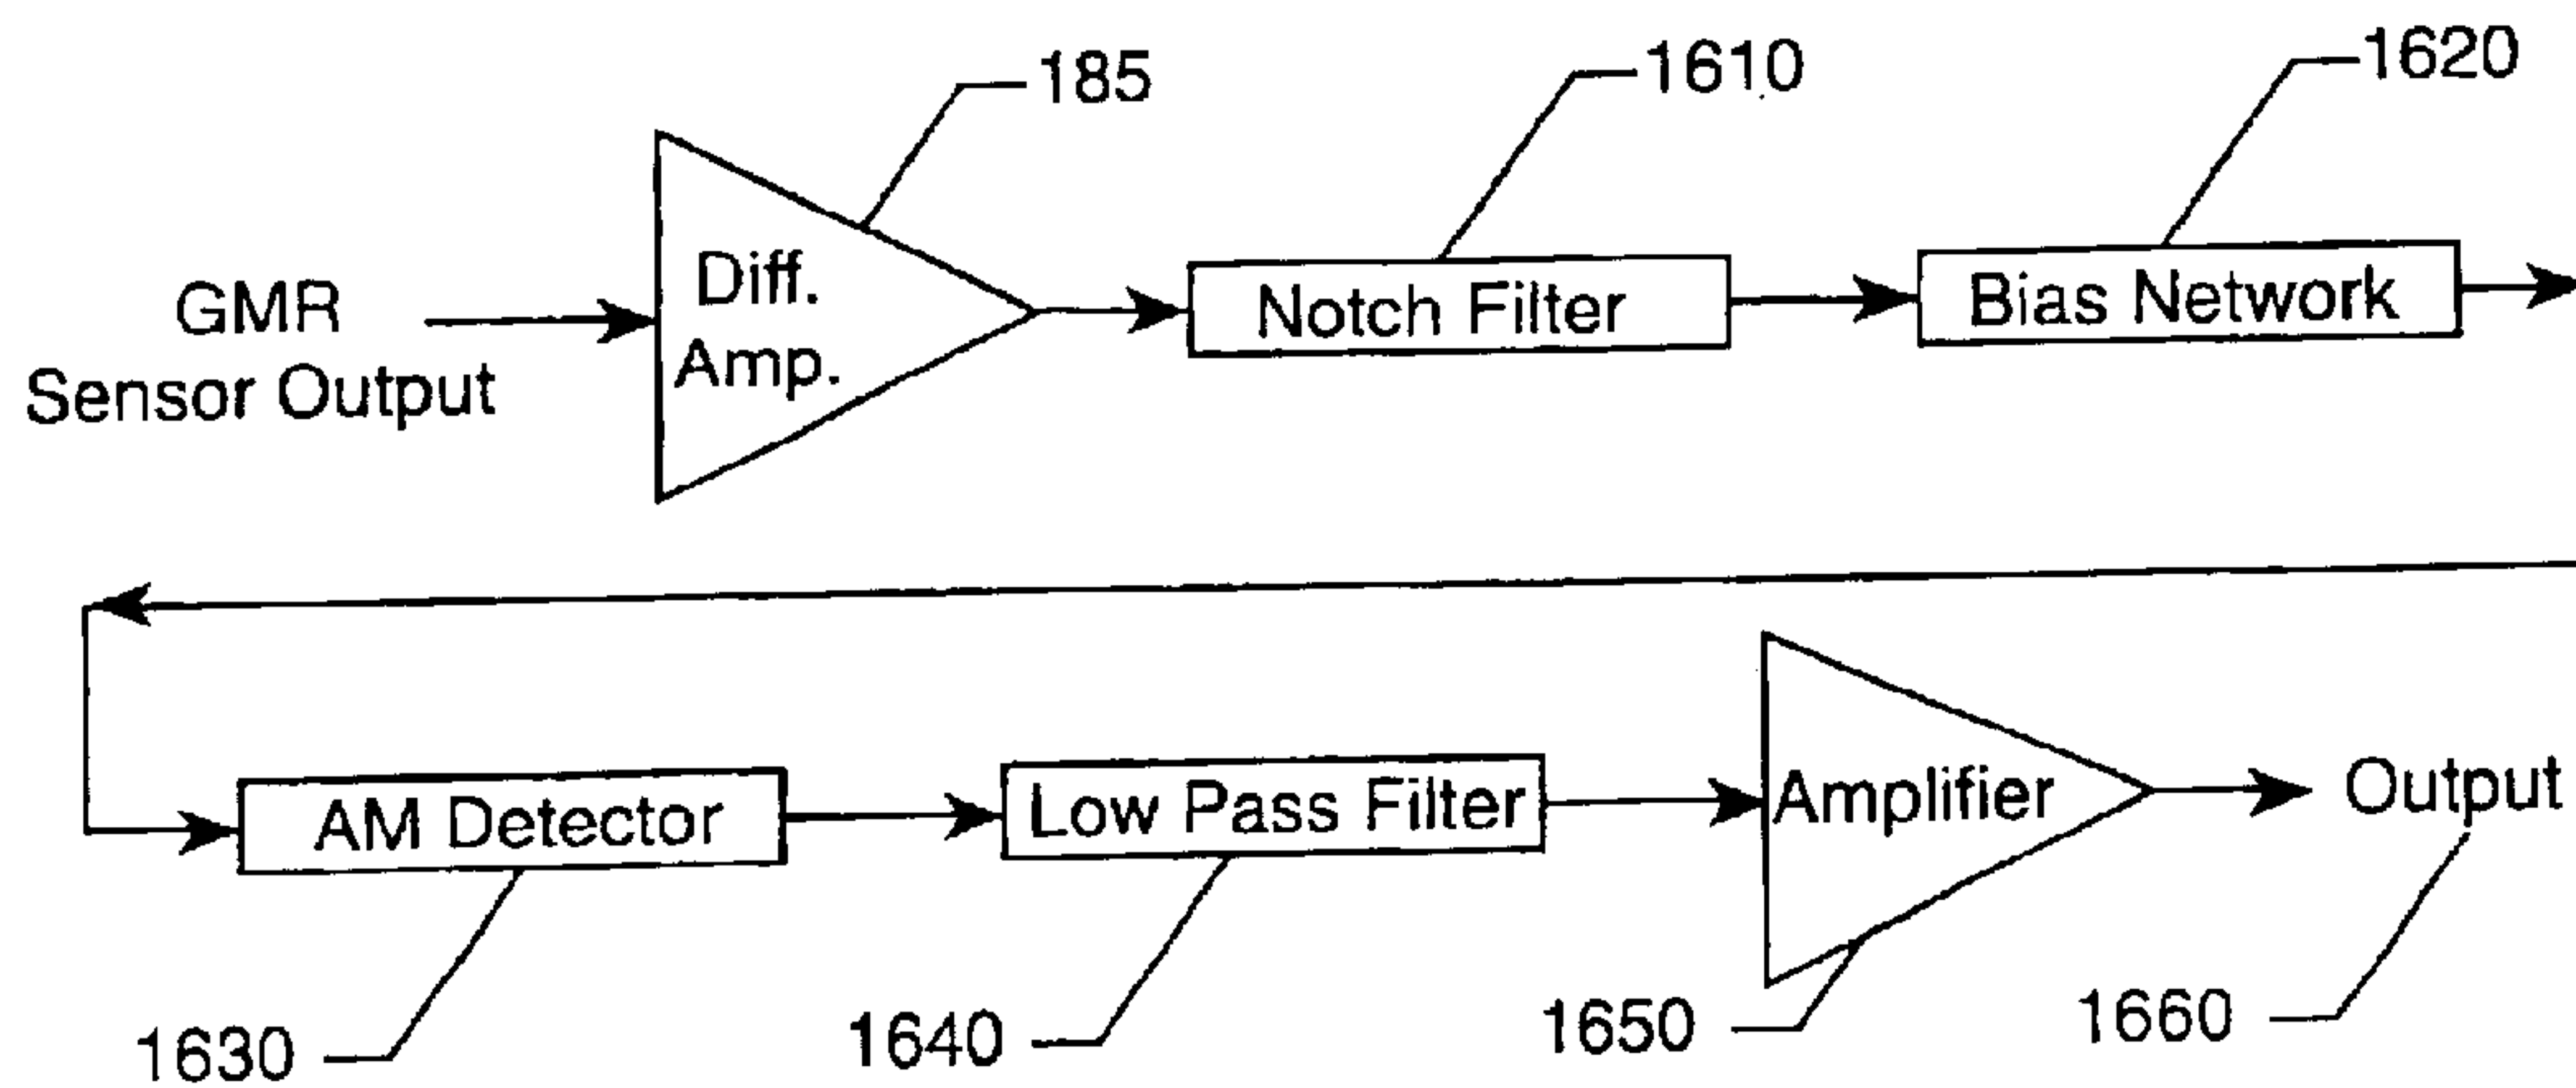 185
1610
1620
GMR
Sensor Output
Diff.
Amp.
Notch Filter
Bias Network
AM Detector
Low Pass Filter
Amplifier
Output
1630
1640
1650
1660